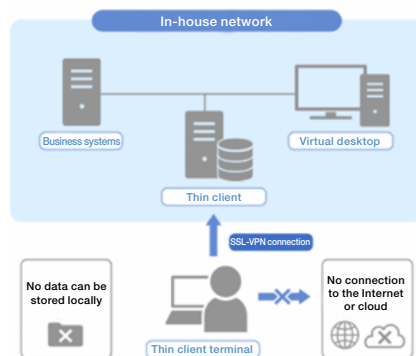 In-house network
Business systems
Virtual desktop
Thin client
SSL-VPN connection
No data can be
stored locally
No connection
to the Internet
or cloud
Thin client terminal